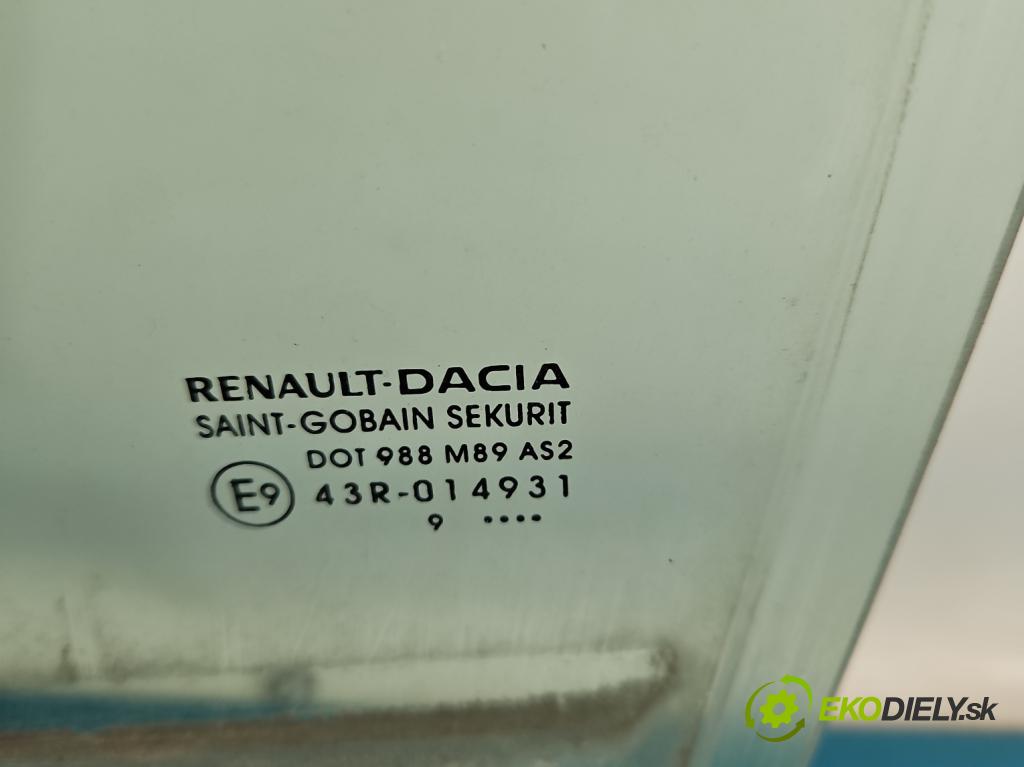 RENAULT-DACIA
SAINT-GOBAIN SEKURIT
DOT 988 M89 AS2
E9 43R-014931
9 ····
EKODIELY.sk